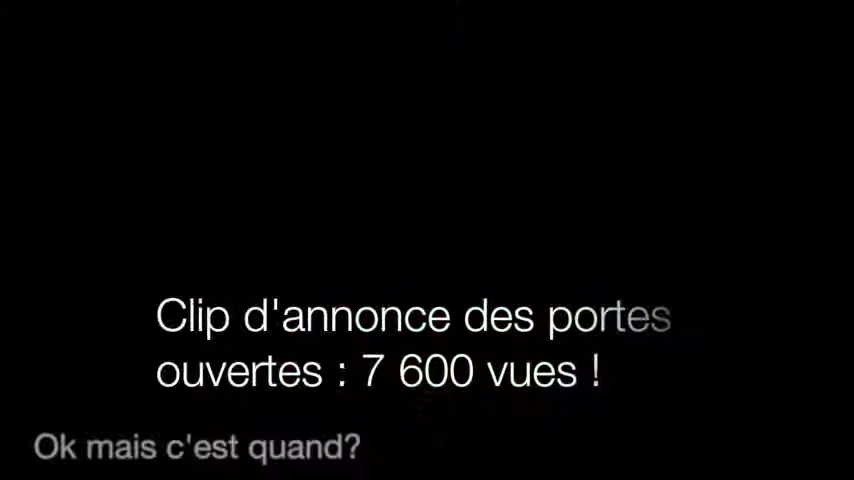 Clip d'annonce des portes
ouvertes : 7 600 vues !
Ok mais c'est quand?